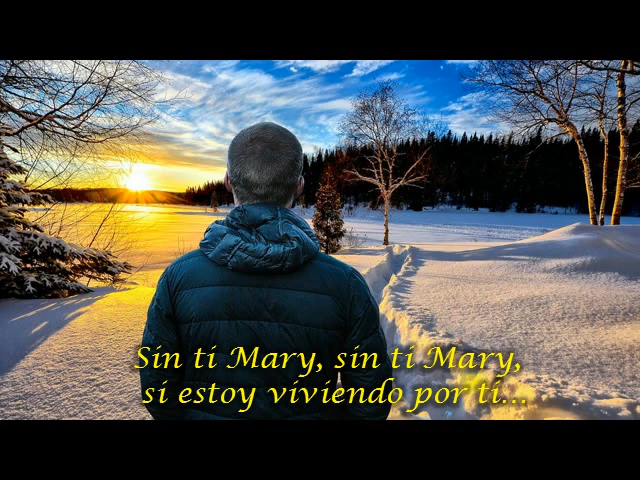 Sin ti Mary, sin ti Mary,
si estoy viviendo por ti...